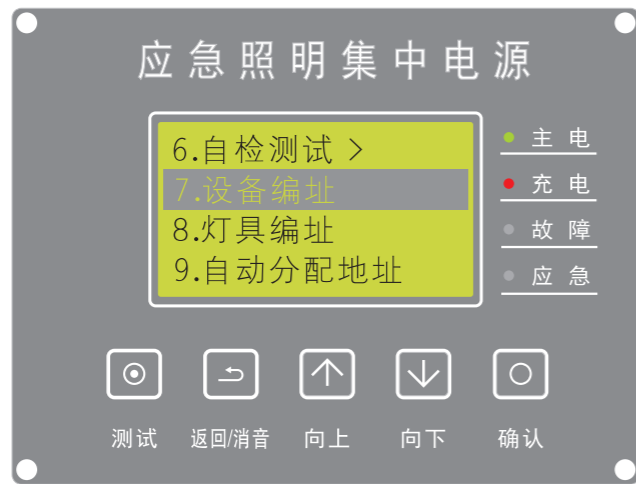 应急照明集中电源
6.自检测试 >
7.设备编址
8.灯具编址
9.自动分配地址
主电
充电
故障
应急
测试
返回/消音
向上
向下
确认